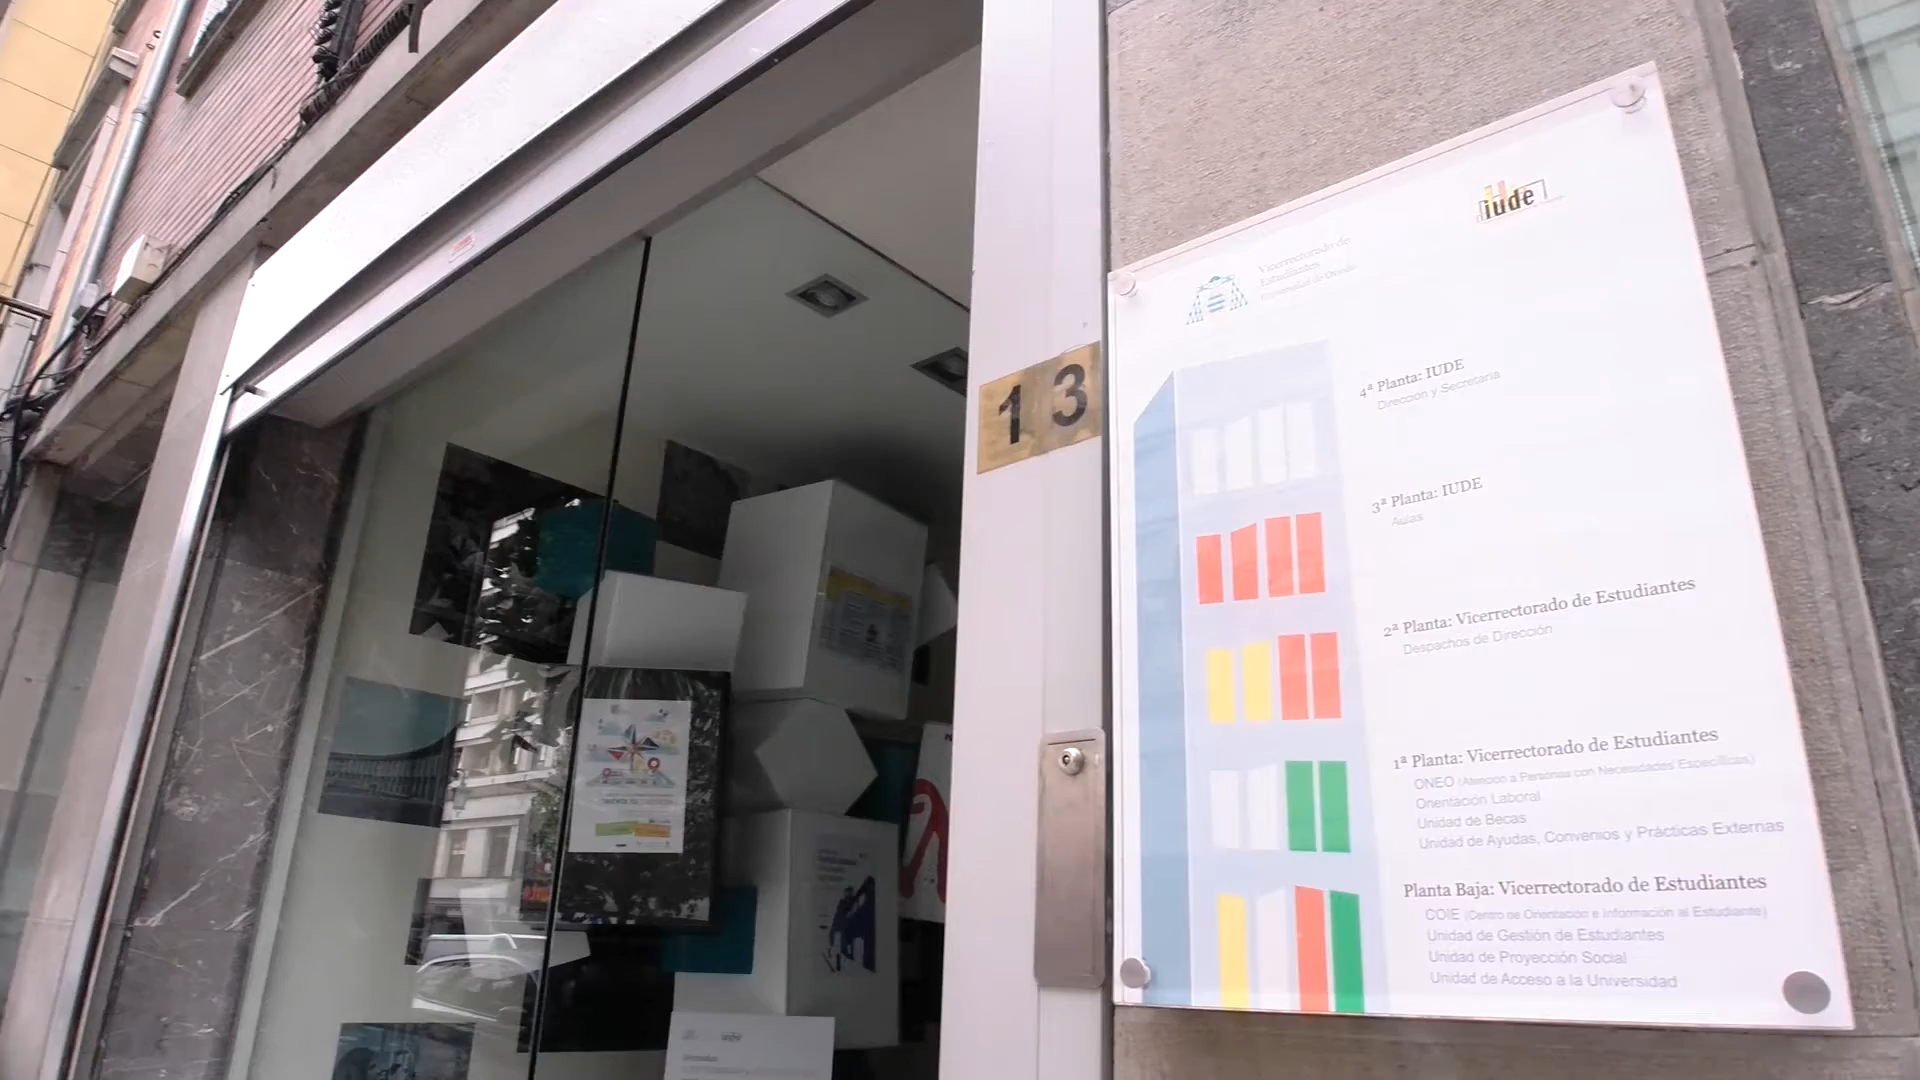 13
Vicerrectorado de
Estudiantes
Universidad de Oviedo
iude
4ª Planta: IUDE
Dirección y Secretaría
3ª Planta: IUDE
Aulas
2ª Planta: Vicerrectorado de Estudiantes
Despachos de Dirección
1ª Planta: Vicerrectorado de Estudiantes
ONEO (Atención a Personas con Necesidades Específicas)
Orientación Laboral
Unidad de Becas
Unidad de Ayudas, Convenios y Prácticas Externas
Planta Baja: Vicerrectorado de Estudiantes
COIE (Centro de Orientación e Información al Estudiante)
Unidad de Gestión de Estudiantes
Unidad de Proyección Social
Unidad de Acceso a la Universidad